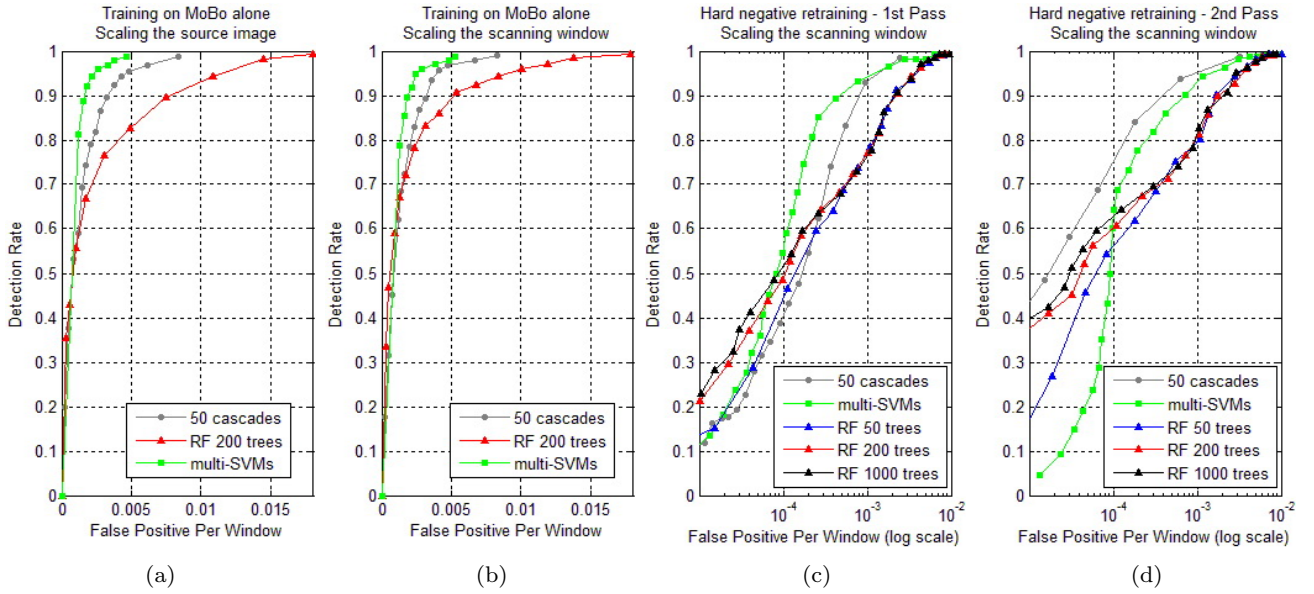 Training on MoBo alone
Scaling the source image
Detection Rate
1
0.9
0.8
0.7
0.6
0.5
0.4
0.3
0.2
0.1
0
50 cascades
RF 200 trees
multi-SVMs
0 0.005 0.01 0.015
False Positive Per Window
(a)
Training on MoBo alone
Scaling the scanning window
Detection Rate
1
0.9
0.8
0.7
0.6
0.5
0.4
0.3
0.2
0.1
0
50 cascades
RF 200 trees
multi-SVMs
0 0.005 0.01 0.015
False Positive Per Window
(b)
Hard negative retraining - 1st Pass
Scaling the scanning window
Detection Rate
1
0.9
0.8
0.7
0.6
0.5
0.4
0.3
0.2
0.1
0
50 cascades
multi-SVMs
RF 50 trees
RF 200 trees
RF 1000 trees
10^-4 10^-3 10^-2
False Positive Per Window (log scale)
(c)
Hard negative retraining - 2nd Pass
Scaling the scanning window
Detection Rate
1
0.9
0.8
0.7
0.6
0.5
0.4
0.3
0.2
0.1
0
50 cascades
multi-SVMs
RF 50 trees
RF 200 trees
RF 1000 trees
10^-4 10^-3 10^-2
False Positive Per Window (log scale)
(d)